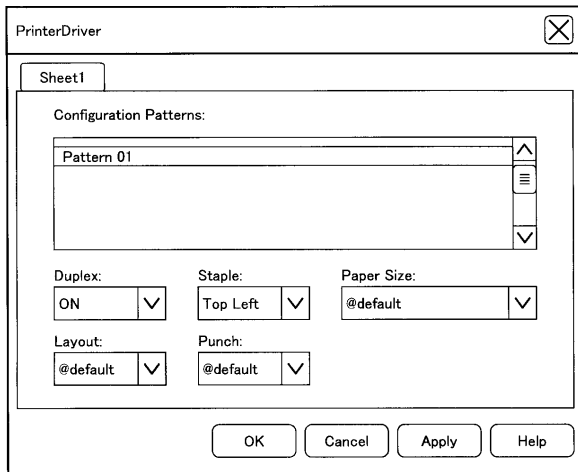 PrinterDriver
Sheet1
Configuration Patterns:
Pattern 01
Duplex: Staple: Paper Size:
ON Top Left @default
Layout: Punch:
@default @default
OK Cancel Apply Help